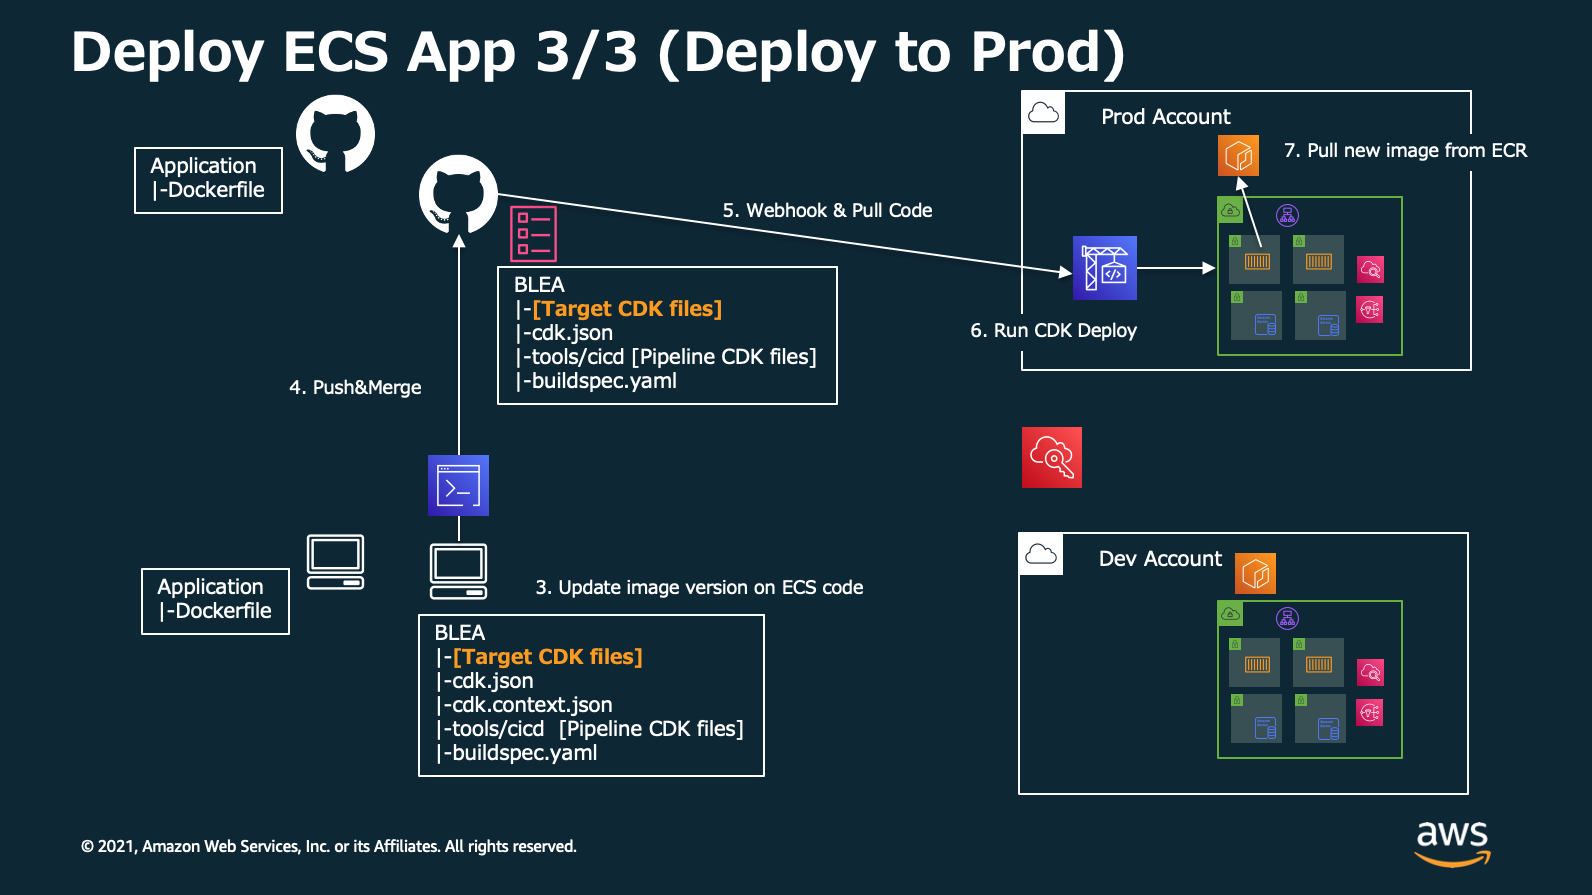 Deploy ECS App 3/3 (Deploy to Prod)
Application
|-Dockerfile
BLEA
|-[Target CDK files]
|-cdk.json
|-tools/cicd [Pipeline CDK files]
|-buildspec.yaml
5. Webhook & Pull Code
Prod Account
7. Pull new image from ECR
6. Run CDK Deploy
4. Push&Merge
Application
|-Dockerfile
3. Update image version on ECS code
BLEA
|-[Target CDK files]
|-cdk.json
|-cdk.context.json
|-tools/cicd  [Pipeline CDK files]
|-buildspec.yaml
Dev Account
© 2021, Amazon Web Services, Inc. or its Affiliates. All rights reserved.
aws